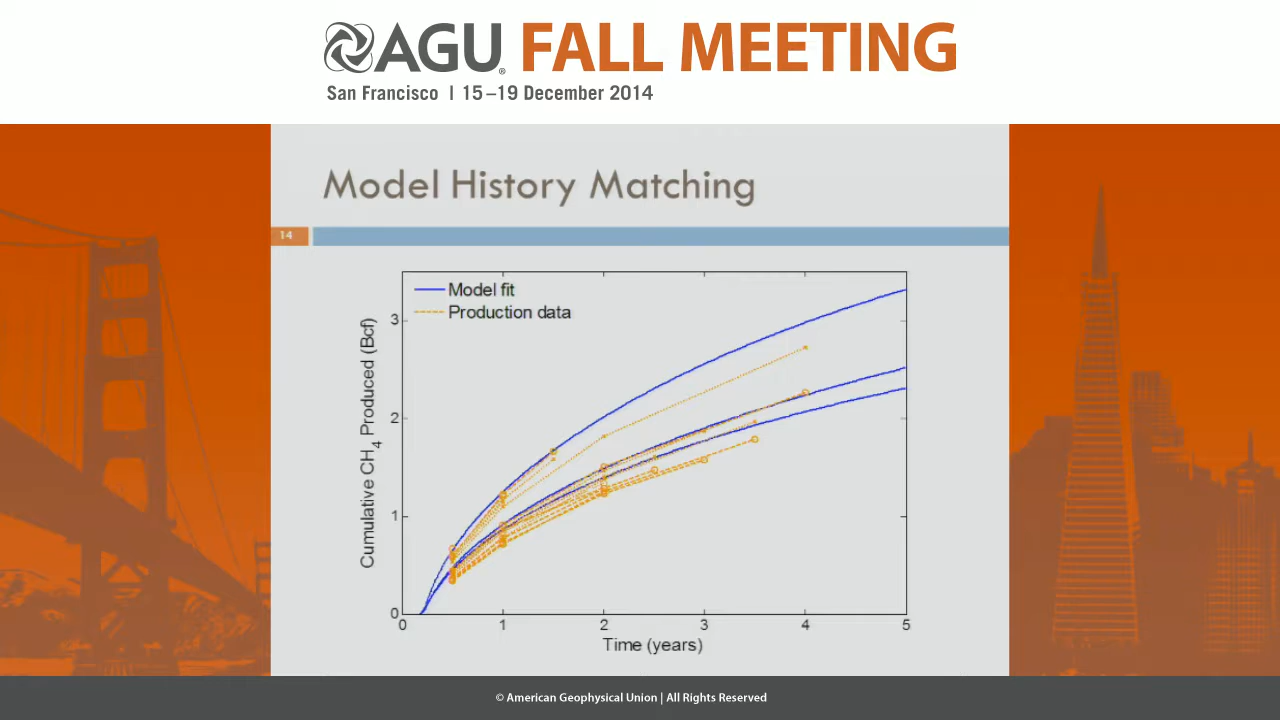 AGU® FALL MEETING
San Francisco | 15–19 December 2014
Model History Matching
14
Model fit
Production data
Cumulative CH4 Produced (Bcf)
3
2
1
0
0 1 2 3 4 5
Time (years)
© American Geophysical Union | All Rights Reserved